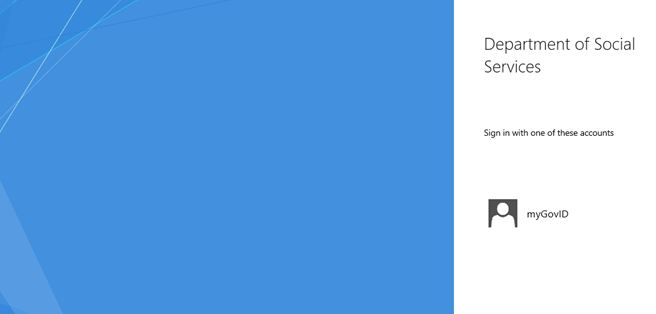 Department of Social
Services
Sign in with one of these accounts
myGovID